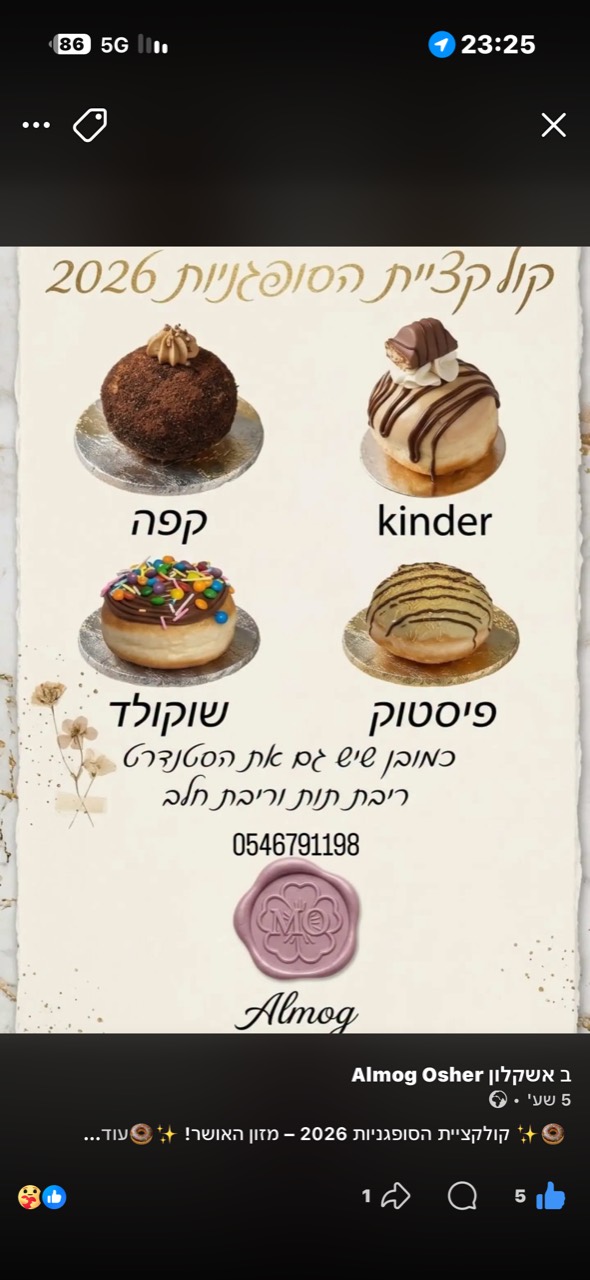 86 5G 23:25
קולקציית הסופגניות 2026
קפה kinder
שוקולד פיסטוק
כמובן שיש גם את הסטנדרט
ריבת תות וריבת חלב
0546791198
MO
Almog
Almog Osher ב אשקלון
5 שע'
🍩✨ קולקציית הסופגניות 2026 – מזון האושר! ✨🍩עוד...
1 5